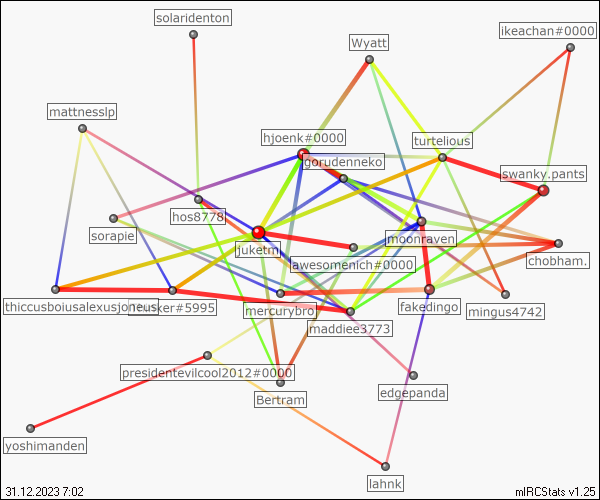 solaridenton
ikeachan#0000
Wyatt
mattnesslp
hjoenk#0000
turtelious
gorudenneko
swanky.pants
hos8778
sorapie
juketm
moonraven
awesomenich#0000
chobham.
thiccusboiusalexusjoneus
#5995
mercurybro
fakedingo
mingus4742
maddiee3773
presidentevilcool2012#0000
Bertram
edgepanda
yoshimanden
lahnk
31.12.2023 7:02
mIRCStats v1.25